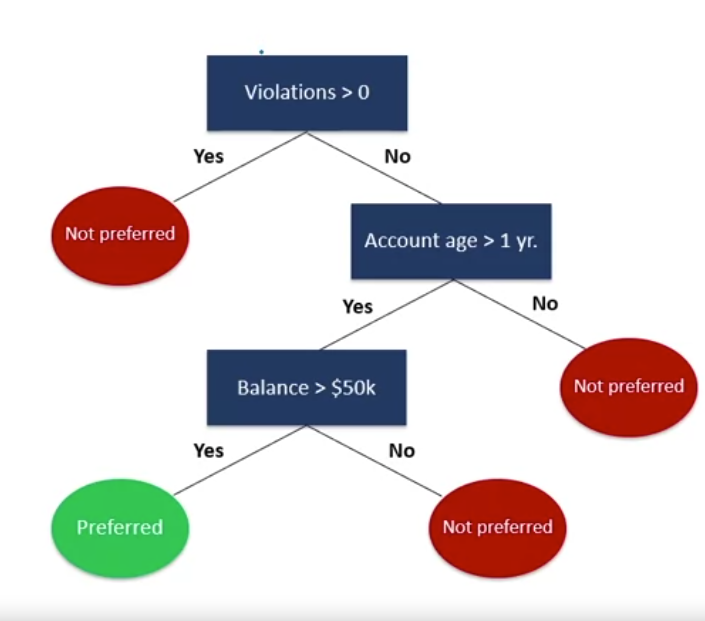 Violations > 0
Yes
No
Not preferred
Account age > 1 yr.
Yes
No
Balance > $50k
Not preferred
Yes
No
Preferred
Not preferred